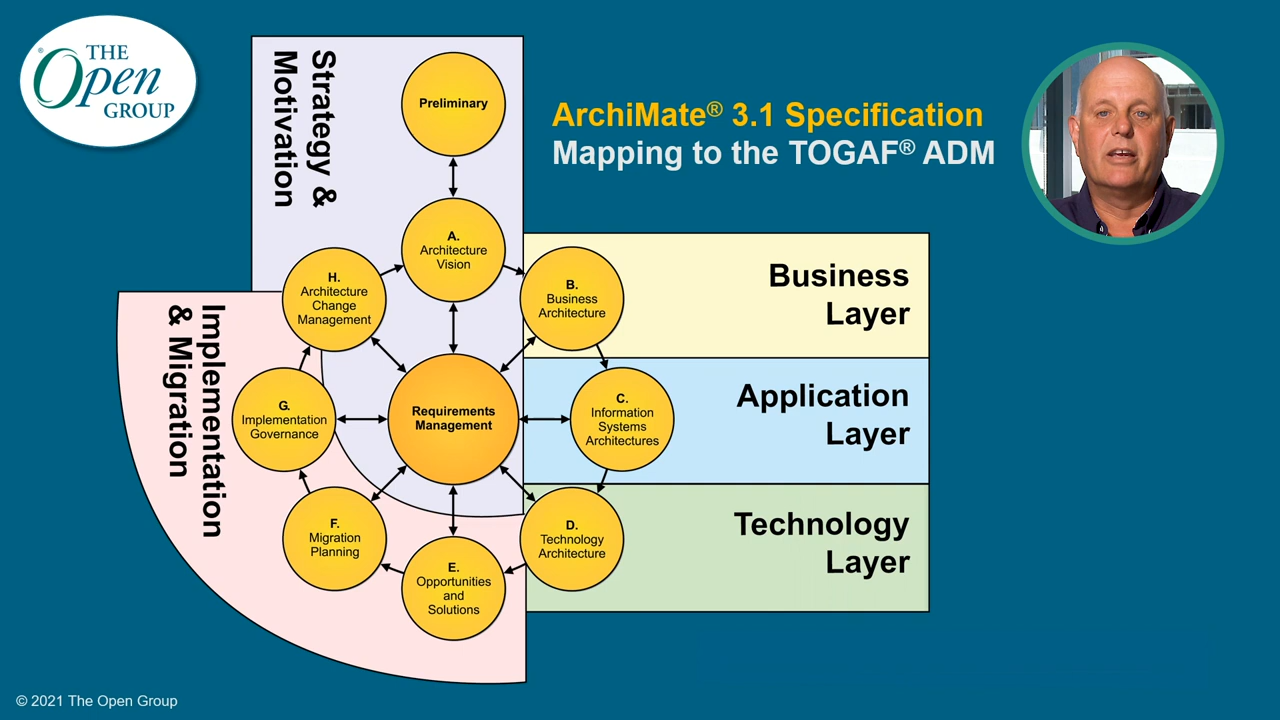 ®
THE
Open
GROUP
Strategy &
Motivation
Preliminary
ArchiMate® 3.1 Specification
Mapping to the TOGAF® ADM
A.
Architecture
Vision
H.
Architecture
Change
Management
B.
Business
Architecture
Business
Layer
Implementation
& Migration
G.
Implementation
Governance
Requirements
Management
C.
Information
Systems
Architectures
Application
Layer
F.
Migration
Planning
E.
Opportunities
and
Solutions
D.
Technology
Architecture
Technology
Layer
© 2021 The Open Group